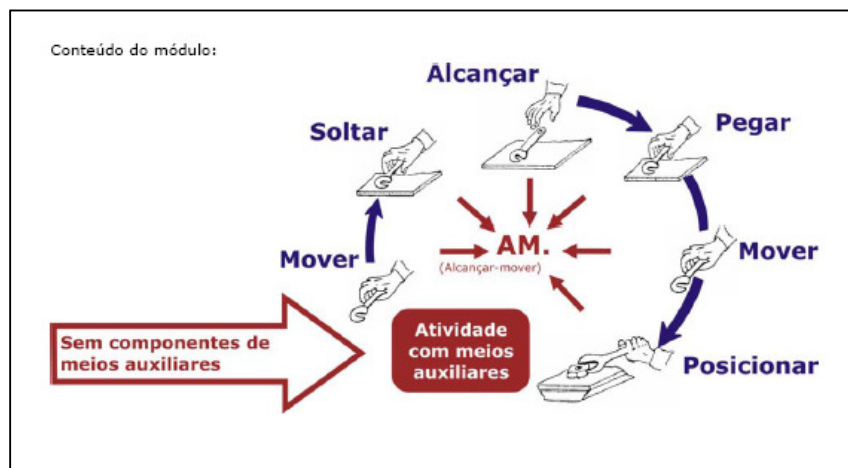 Conteúdo do módulo:
Alcançar
Soltar
Pegar
AM.
(Alcançar-mover)
Mover
Mover
Sem componentes de
meios auxiliares
Atividade
com meios
auxiliares
Posicionar